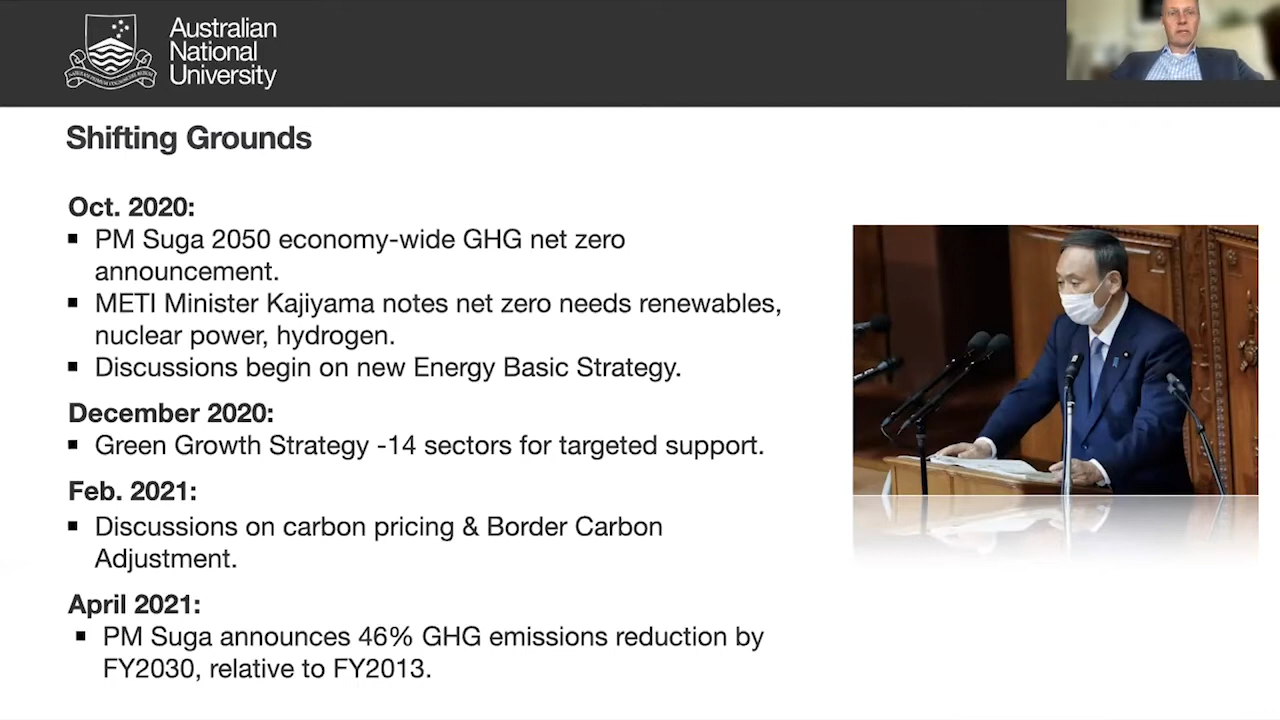 Australian
National
University
Shifting Grounds
Oct. 2020:
▪ PM Suga 2050 economy-wide GHG net zero
announcement.
▪ METI Minister Kajiyama notes net zero needs renewables,
nuclear power, hydrogen.
▪ Discussions begin on new Energy Basic Strategy.
December 2020:
▪ Green Growth Strategy -14 sectors for targeted support.
Feb. 2021:
▪ Discussions on carbon pricing & Border Carbon
Adjustment.
April 2021:
▪ PM Suga announces 46% GHG emissions reduction by
FY2030, relative to FY2013.